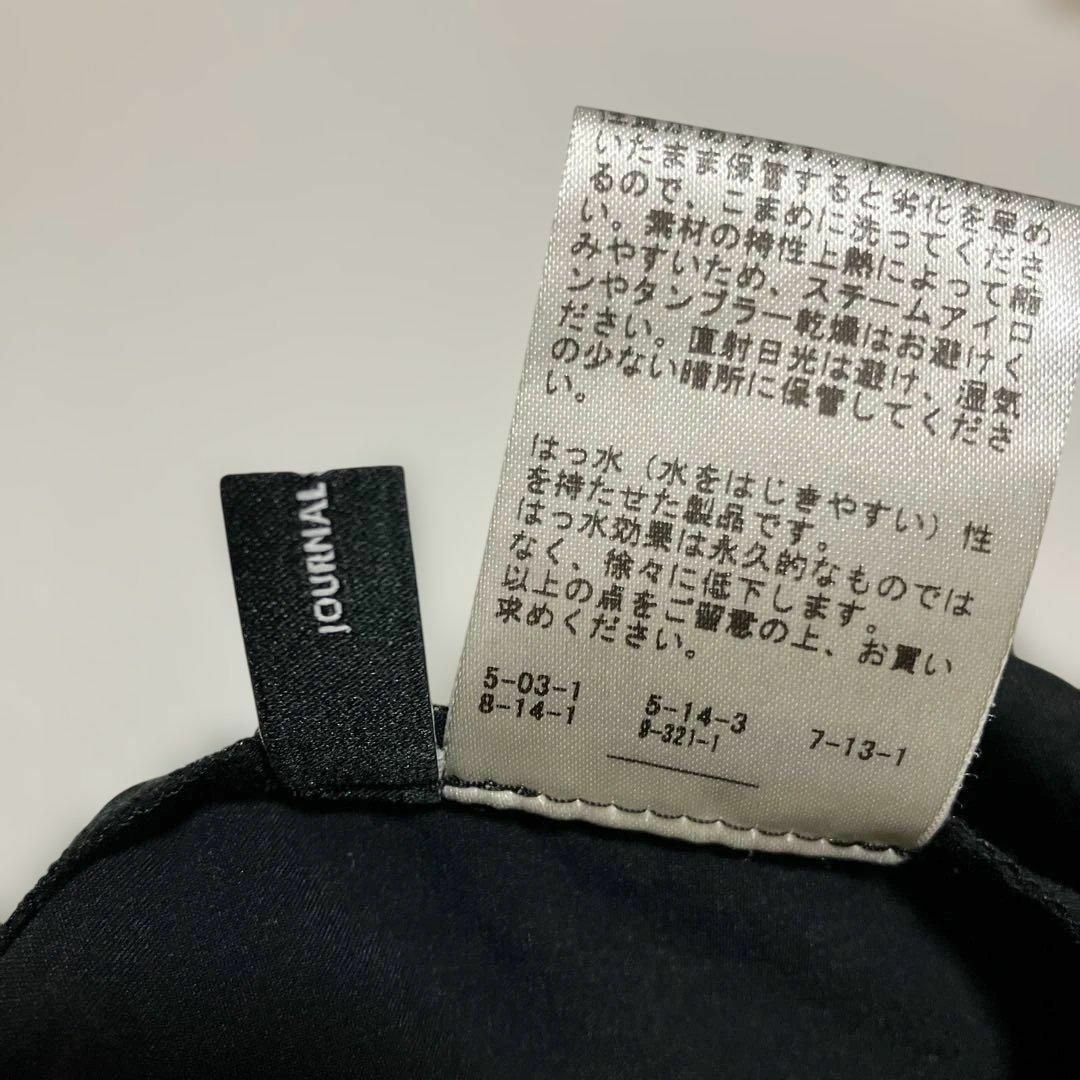 JOURNAL
いたまま保管すると劣化を早め
るので、こまめに洗ってくださ
い。素材の特性上熱によって縮
みやすいため、スチームアイロ
ンやタンブラー乾燥はお避けく
ださい。直射日光は避け、湿気
の少ない暗所に保管してくださ
い。
はっ水（水をはじきやすい）性
を持たせた製品です。
はっ水効果は永久的なものでは
なく、徐々に低下します。
以上の点をご留意の上、お買い
求めください。
5-03-1 5-14-3 7-13-1
8-14-1 9-321-1